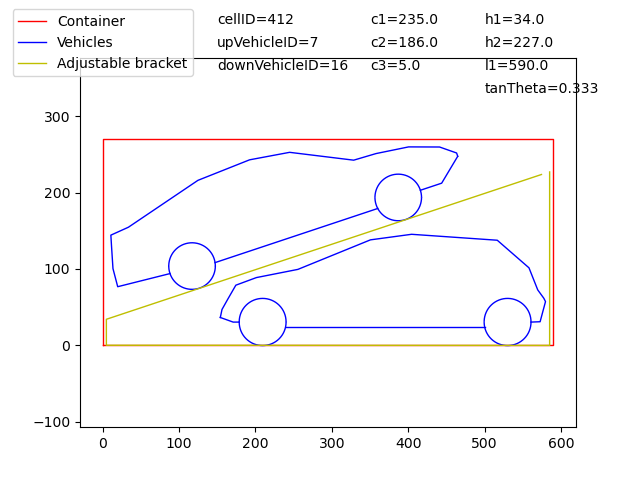 Container
Vehicles
Adjustable bracket
cellID=412
upVehicleID=7
downVehicleID=16
c1=235.0
c2=186.0
c3=5.0
h1=34.0
h2=227.0
l1=590.0
tanTheta=0.333
300
200
100
0
−100
0
100
200
300
400
500
600